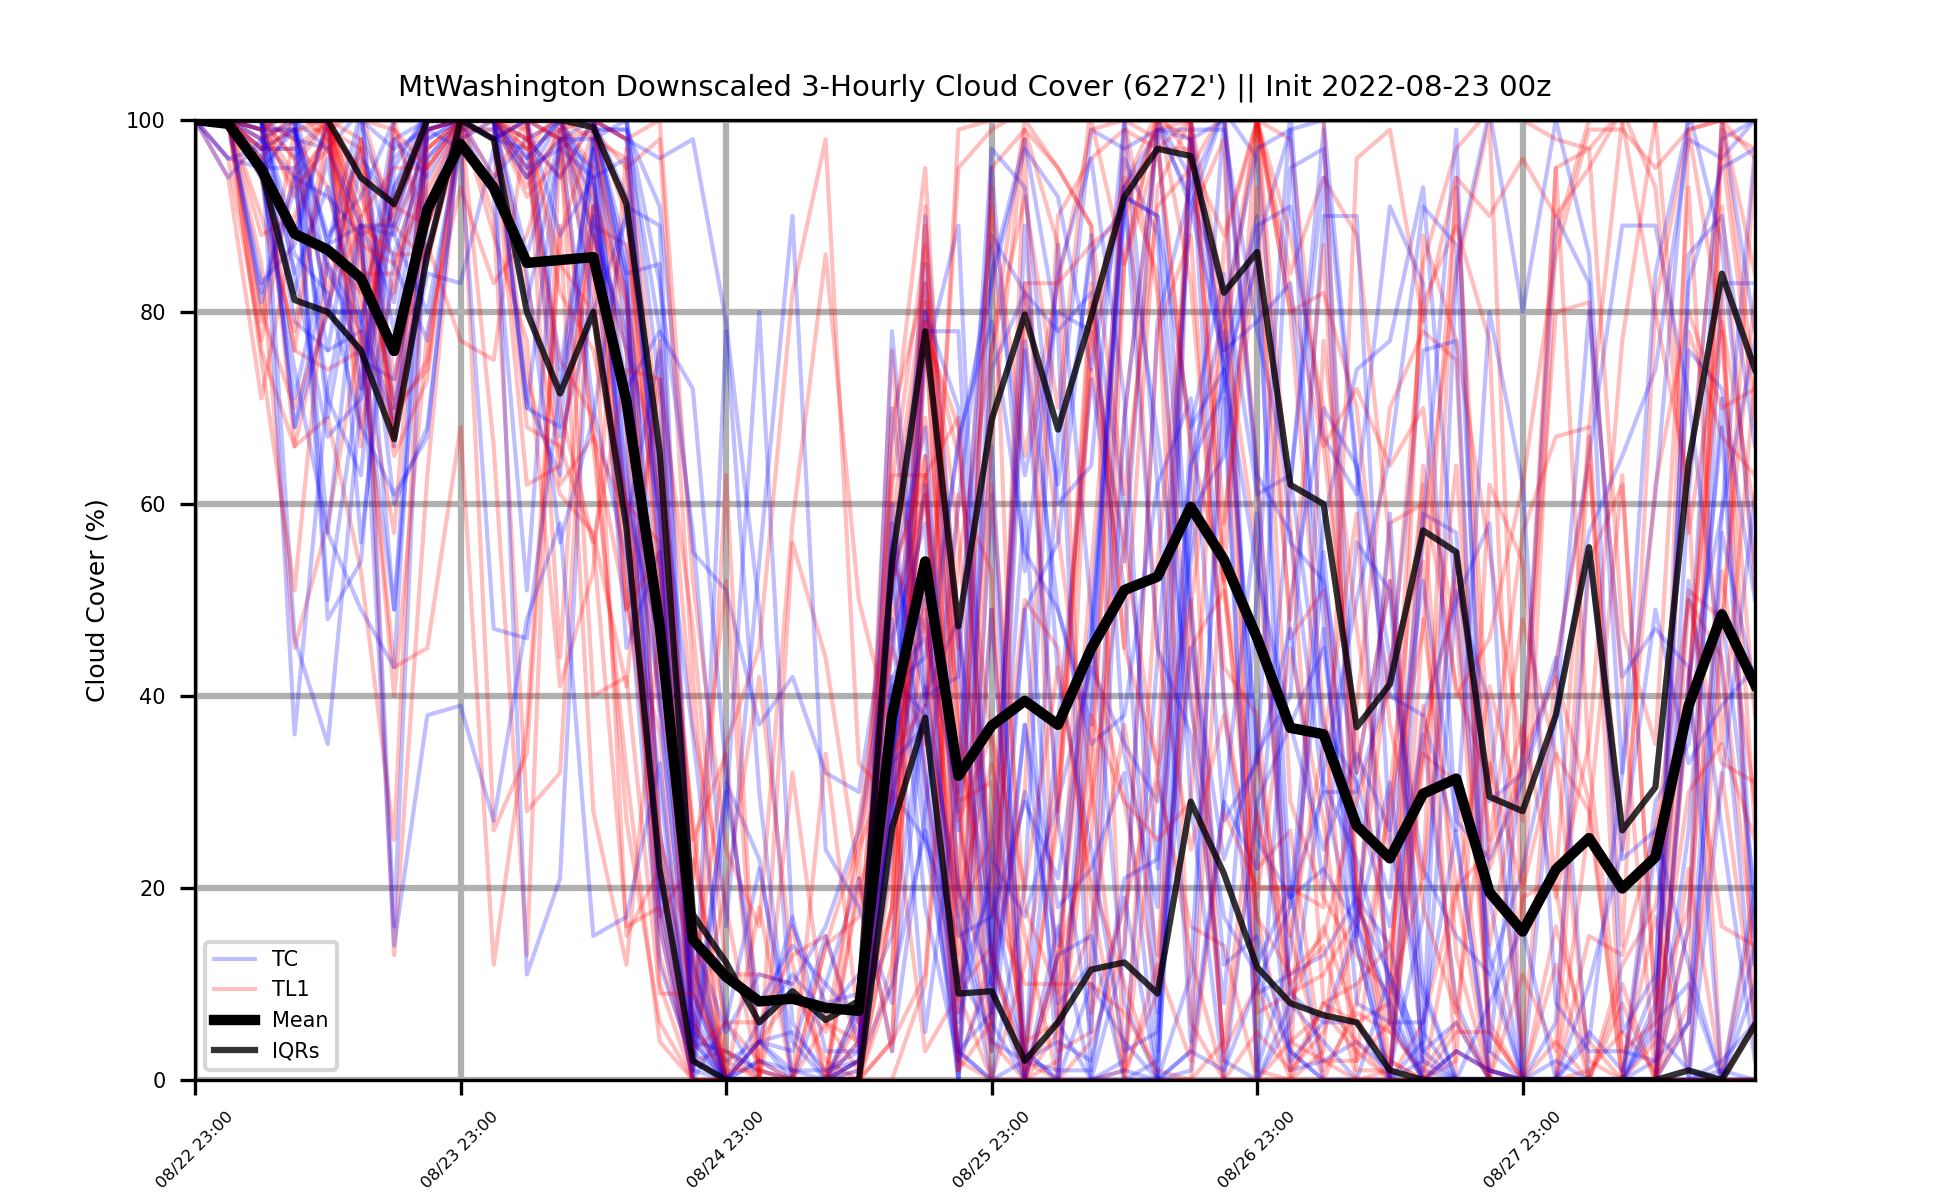 MtWashington Downscaled 3-Hourly Cloud Cover (6272') || Init 2022-08-23 00z
Cloud Cover (%)
100
80
60
40
20
0
TC
TL1
Mean
IQRs
08/22 23:00
08/23 23:00
08/24 23:00
08/25 23:00
08/26 23:00
08/27 23:00